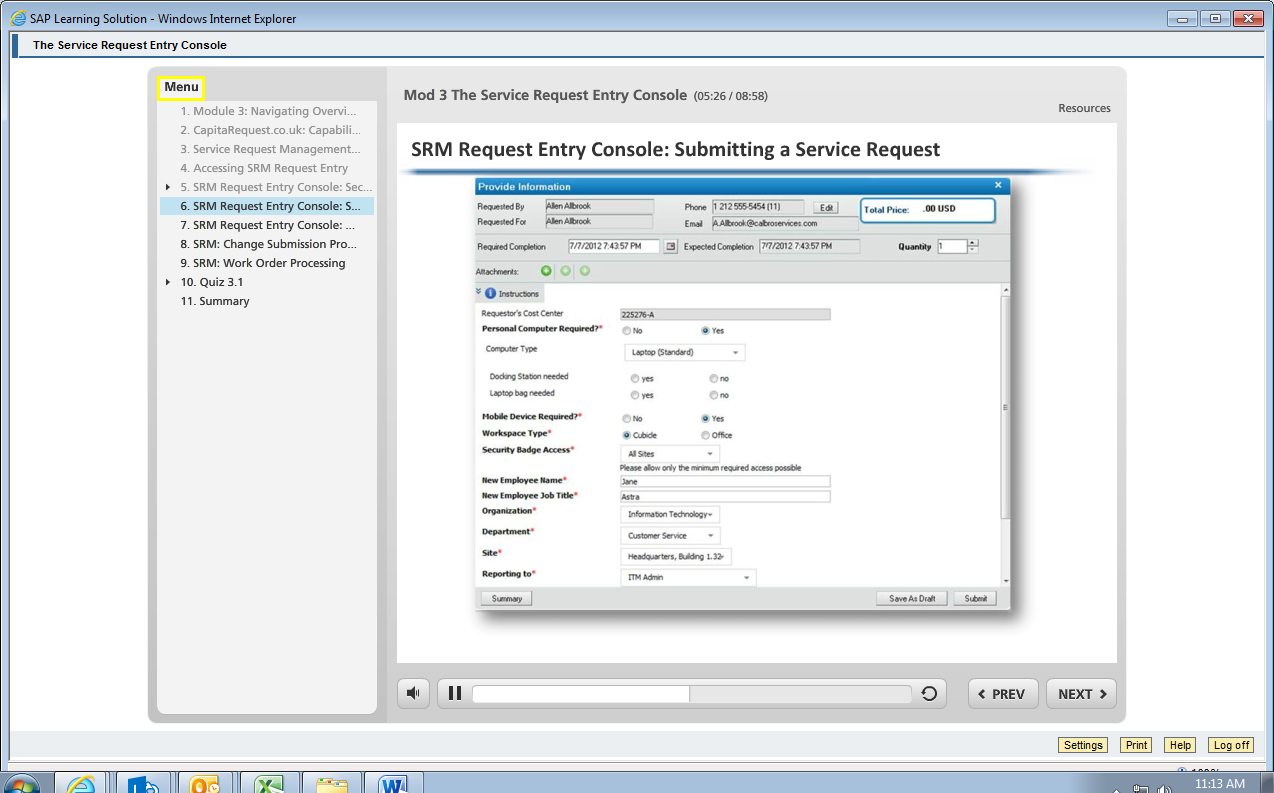 SAP Learning Solution - Windows Internet Explorer
The Service Request Entry Console
Menu
1. Module 3: Navigating Overvi...
2. CapitaRequest.co.uk: Capabili...
3. Service Request Management...
4. Accessing SRM Request Entry
5. SRM Request Entry Console: Sec...
6. SRM Request Entry Console: S...
7. SRM Request Entry Console: ...
8. SRM: Change Submission Pro...
9. SRM: Work Order Processing
10. Quiz 3.1
11. Summary
Mod 3 The Service Request Entry Console (05:26 / 08:58)
Resources
SRM Request Entry Console: Submitting a Service Request
Provide Information
Requested By Allen Allbrook Phone 1 212 555-5454 (11) Edit Total Price: .00 USD
Requested For Allen Allbrook Email A.Allbrook@calbroservices.com
Required Completion 7/7/2012 7:43:57 PM Expected Completion 7/7/2012 7:43:57 PM Quantity 1
Attachments:
Instructions
Requestor's Cost Center 225276-A
Personal Computer Required?* No Yes
Computer Type Laptop (Standard)
Docking Station needed yes no
Laptop bag needed yes no
Mobile Device Required?* No Yes
Workspace Type* Cubicle Office
Security Badge Access* All Sites
Please allow only the minimum required access possible
New Employee Name* Jane
New Employee Job Title* Astra
Organization* Information Technology
Department* Customer Service
Site* Headquarters, Building 1.32
Reporting to* ITM Admin
Summary Save As Draft Submit
PREV NEXT
Settings Print Help Log off
11:13 AM